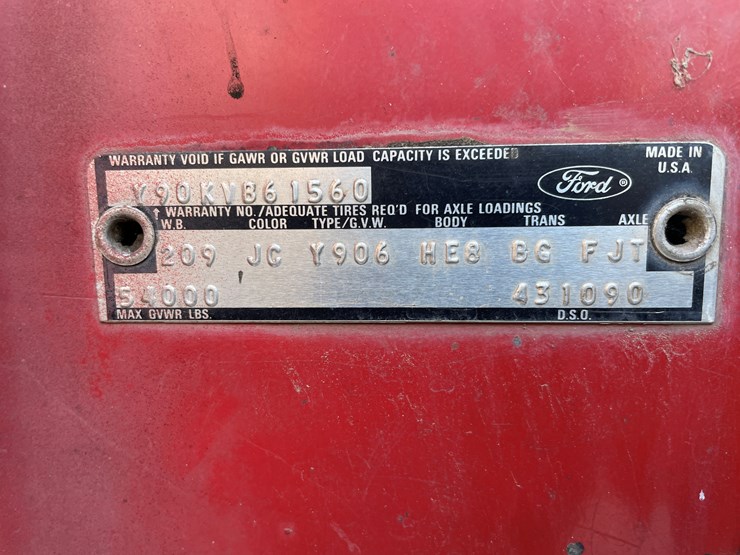 WARRANTY VOID IF GAWR OR GVWR LOAD CAPACITY IS EXCEEDED
MADE IN
U.S.A.
Y90KVB61560
Ford ®
↑ WARRANTY NO./ADEQUATE TIRES REQ'D FOR AXLE LOADINGS
W.B. COLOR TYPE/G.V.W. BODY TRANS AXLE
209 JC Y906 HE8 BG FJT
54000 431090
MAX GVWR LBS. D.S.O.